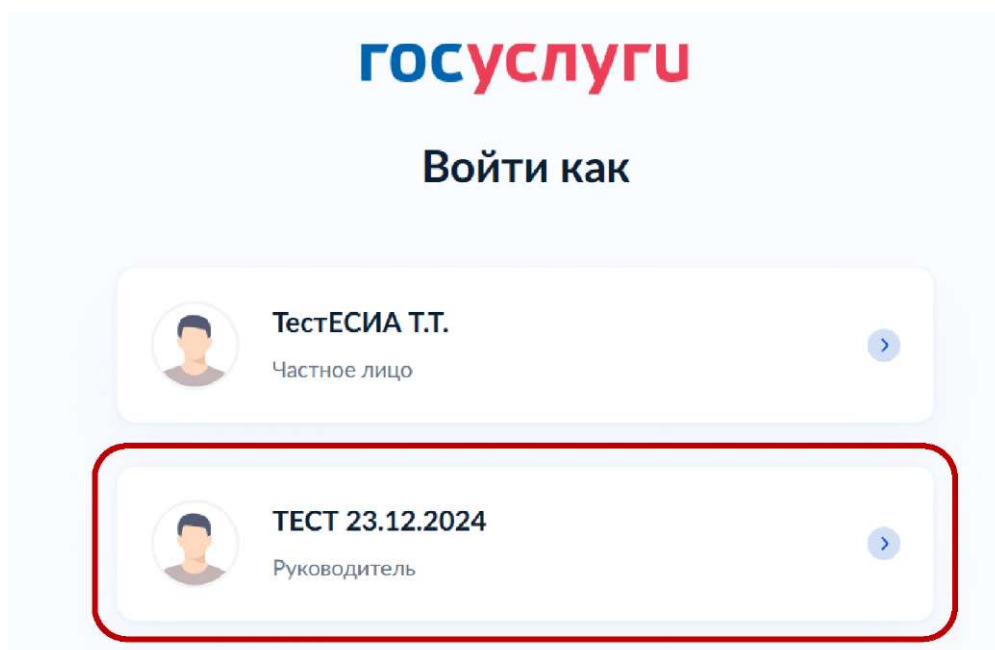 госуслуги
Войти как
ТестЕСИА Т.Т.
Частное лицо
ТЕСТ 23.12.2024
Руководитель